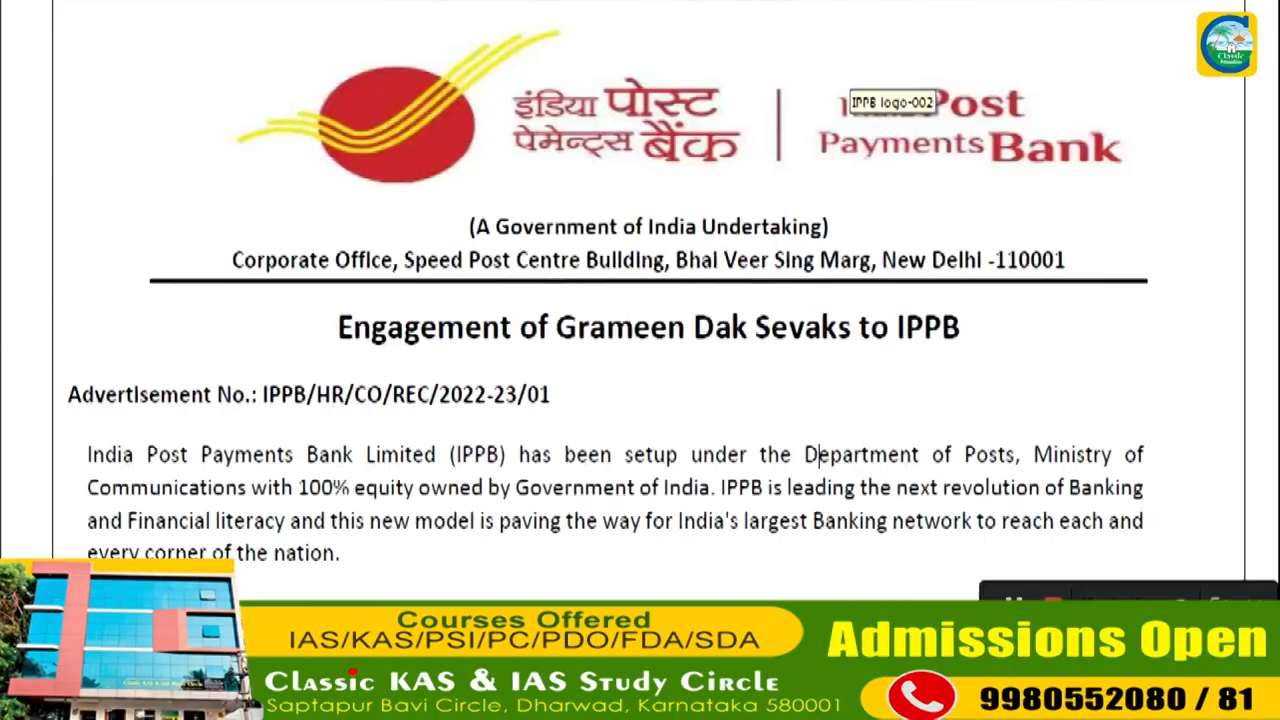 Classic
Education
इंडिया पोस्ट
पेमेन्ट्स बैंक
IPPB logo-002
Post
Payments Bank
(A Government of India Undertaking)
Corporate Office, Speed Post Centre Building, Bhai Veer Sing Marg, New Delhi -110001
Engagement of Grameen Dak Sevaks to IPPB
Advertisement No.: IPPB/HR/CO/REC/2022-23/01
India Post Payments Bank Limited (IPPB) has been setup under the Department of Posts, Ministry of
Communications with 100% equity owned by Government of India. IPPB is leading the next revolution of Banking
and Financial literacy and this new model is paving the way for India's largest Banking network to reach each and
every corner of the nation.
Courses Offered
IAS/KAS/PSI/PC/PDO/FDA/SDA
Admissions Open
Classic KAS & IAS Study Circle
Saptapur Bavi Circle, Dharwad, Karnataka 580001
9980552080 / 81